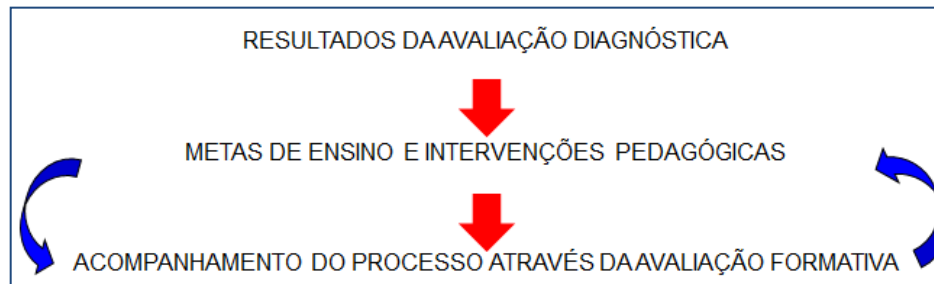 RESULTADOS DA AVALIAÇÃO DIAGNÓSTICA
METAS DE ENSINO E INTERVENÇÕES PEDAGÓGICAS
ACOMPANHAMENTO DO PROCESSO ATRAVÉS DA AVALIAÇÃO FORMATIVA